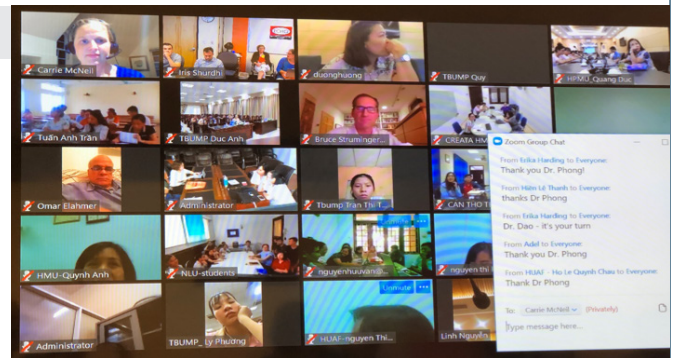 Carrie McNeil
Iris Shurdhi
duonghuong
TBUMP Quy
HPMU_Quang Duc
Tuấn Anh Trần
TBUMP Duc Anh
Bruce Struminger...
CREATA HM
Omar Elahmer
Administrator
Tbump Tran Thi T...
CAN THO T
HMU-Quynh Anh
NLU-students
nguyenhuuvan@...
nguyen thi
Unmute
Administrator
TBUMP_ Ly Phương
HUAF-nguyen Thi...
Linh Nguyễn
Zoom Group Chat
From Erika Harding to Everyone:
Thank you Dr. Phong!
From Hiền Lê Thanh to Everyone:
thanks Dr Phong
From Erika Harding to Everyone:
Dr. Dao - it's your turn
From Adel to Everyone:
Thank you Dr Phong
From HUAF - Ho Le Quynh Chau to Everyone:
Thank Dr Phong
To: Carrie McNeil (Privately)
Type message here...